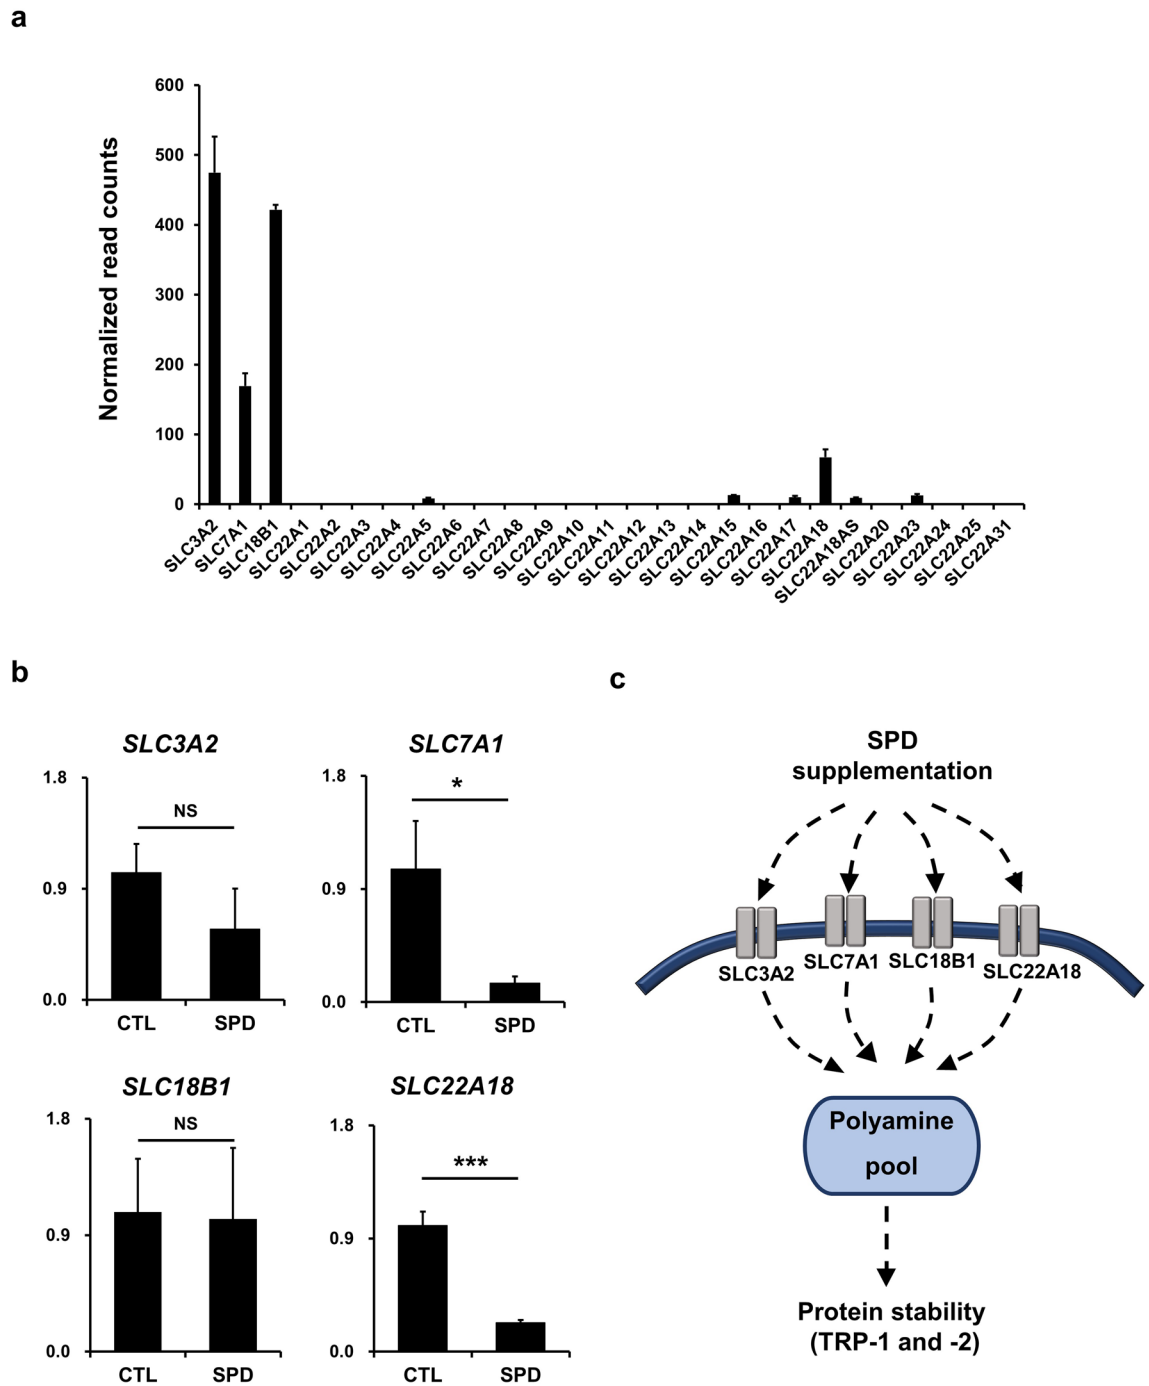 a
Normalized read counts
600
500
400
300
200
100
0
SLC3A2
SLC7A1
SLC18B1
SLC22A1
SLC22A2
SLC22A3
SLC22A4
SLC22A5
SLC22A6
SLC22A7
SLC22A8
SLC22A9
SLC22A10
SLC22A11
SLC22A12
SLC22A13
SLC22A14
SLC22A15
SLC22A16
SLC22A17
SLC22A18
SLC22A18AS
SLC22A20
SLC22A23
SLC22A24
SLC22A25
SLC22A31
b
SLC3A2
1.8
0.9
0.0
NS
CTL SPD
SLC7A1
1.8
0.9
0.0
*
CTL SPD
SLC18B1
1.8
0.9
0.0
NS
CTL SPD
SLC22A18
1.8
0.9
0.0
***
CTL SPD
c
SPD
supplementation
SLC3A2 SLC7A1 SLC18B1 SLC22A18
Polyamine
pool
Protein stability
(TRP-1 and -2)